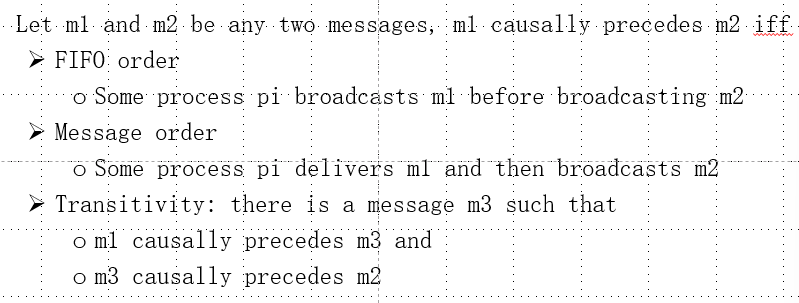 Let m1 and m2 be any two messages, m1 causally precedes m2 iff
➢ FIFO order
o Some process pi broadcasts m1 before broadcasting m2
➢ Message order
o Some process pi delivers m1 and then broadcasts m2
➢ Transitivity: there is a message m3 such that
o m1 causally precedes m3 and
o m3 causally precedes m2